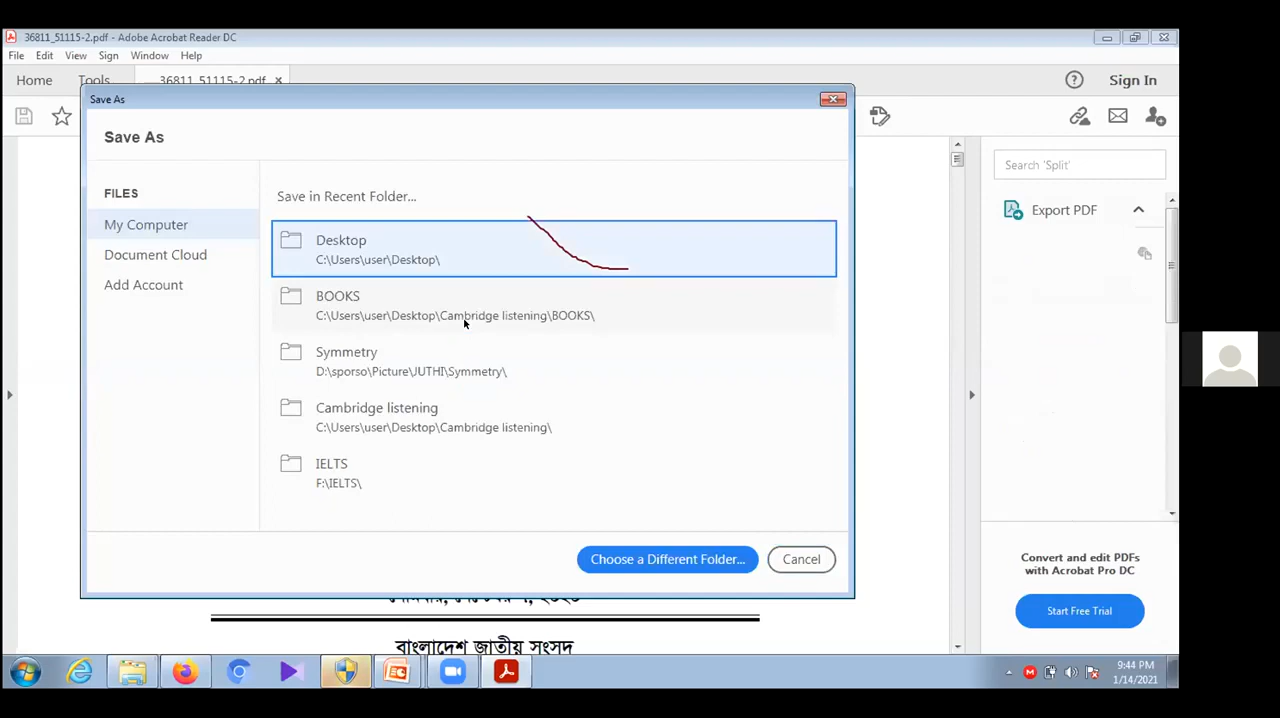 36811_51115-2.pdf - Adobe Acrobat Reader DC
File Edit View Sign Window Help
Home Tools 36811_51115-2.pdf × ? Sign In
Save As
Save As
Search 'Split'
FILES
Save in Recent Folder...
Export PDF
My Computer
Desktop
C:\Users\user\Desktop\
Document Cloud
Add Account
BOOKS
C:\Users\user\Desktop\Cambridge listening\BOOKS\
Symmetry
D:\sporso\Picture\JUTHI\Symmetry\
Cambridge listening
C:\Users\user\Desktop\Cambridge listening\
IELTS
F:\IELTS\
Choose a Different Folder... Cancel
Convert and edit PDFs
with Acrobat Pro DC
Start Free Trial
বাংলাদেশ জাতীয় সংসদ
9:44 PM
1/14/2021